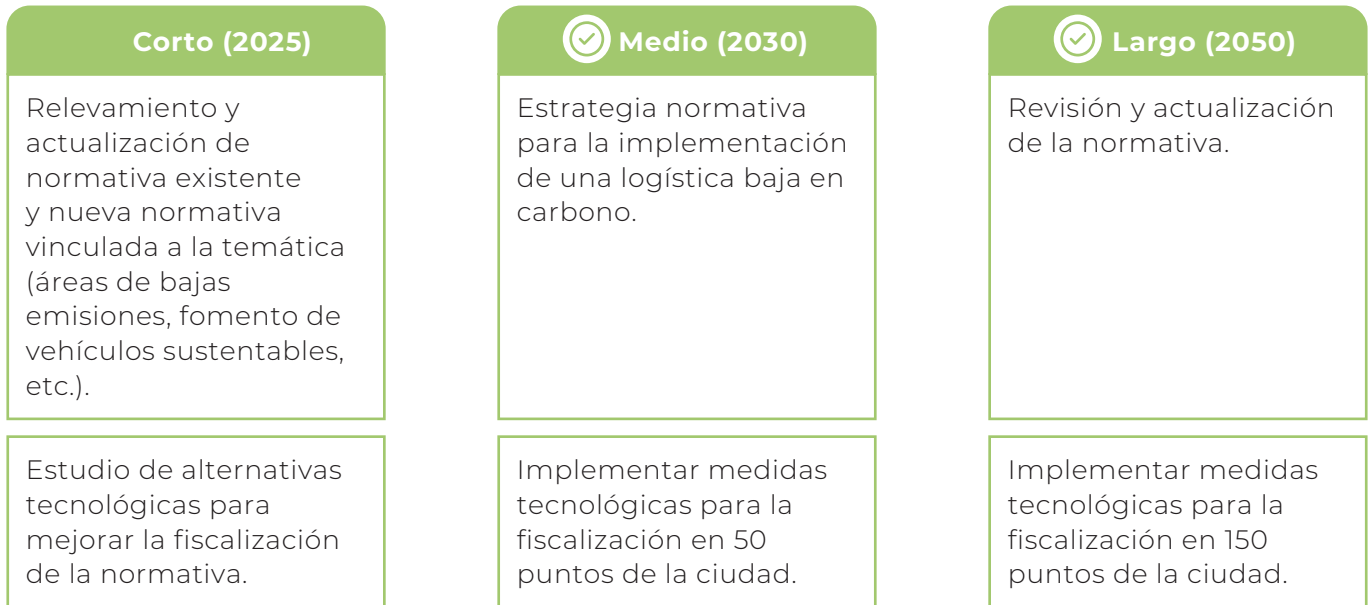 Corto (2025)
Relevamiento y
actualización de
normativa existente
y nueva normativa
vinculada a la temática
(áreas de bajas
emisiones, fomento de
vehículos sustentables,
etc.).
Estudio de alternativas
tecnológicas para
mejorar la fiscalización
de la normativa.
Medio (2030)
Estrategia normativa
para la implementación
de una logística baja en
carbono.
Implementar medidas
tecnológicas para la
fiscalización en 50
puntos de la ciudad.
Largo (2050)
Revisión y actualización
de la normativa.
Implementar medidas
tecnológicas para la
fiscalización en 150
puntos de la ciudad.